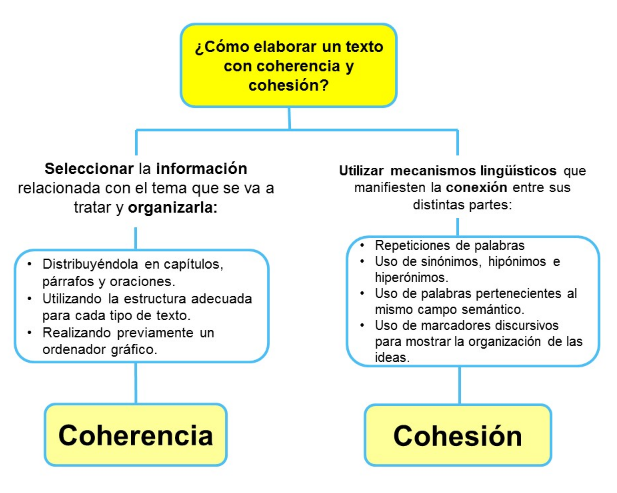 ¿Cómo elaborar un texto
con coherencia y
cohesión?
Seleccionar la información
relacionada con el tema que se va a
tratar y organizarla:
• Distribuyéndola en capítulos,
párrafos y oraciones.
• Utilizando la estructura adecuada
para cada tipo de texto.
• Realizando previamente un
ordenador gráfico.
Coherencia
Utilizar mecanismos lingüísticos que
manifiesten la conexión entre sus
distintas partes:
• Repeticiones de palabras
• Uso de sinónimos, hipónimos e
hiperónimos.
• Uso de palabras pertenecientes al
mismo campo semántico.
• Uso de marcadores discursivos
para mostrar la organización de las
ideas.
Cohesión